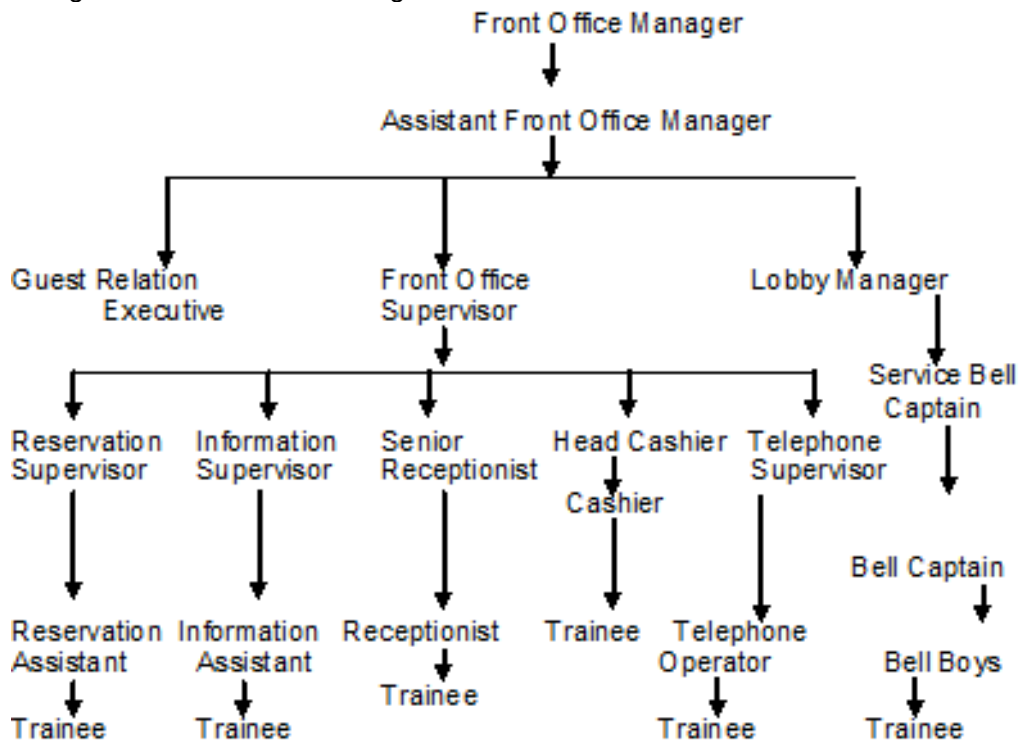 Front Office Manager
Assistant Front Office Manager
Guest Relation
Executive
Front Office
Supervisor
Lobby Manager
Service Bell
Captain
Reservation
Supervisor
Information
Supervisor
Senior
Receptionist
Head Cashier
Telephone
Supervisor
Cashier
Bell Captain
Reservation
Assistant
Information
Assistant
Receptionist
Trainee
Telephone
Operator
Bell Boys
Trainee
Trainee
Trainee
Trainee
Trainee